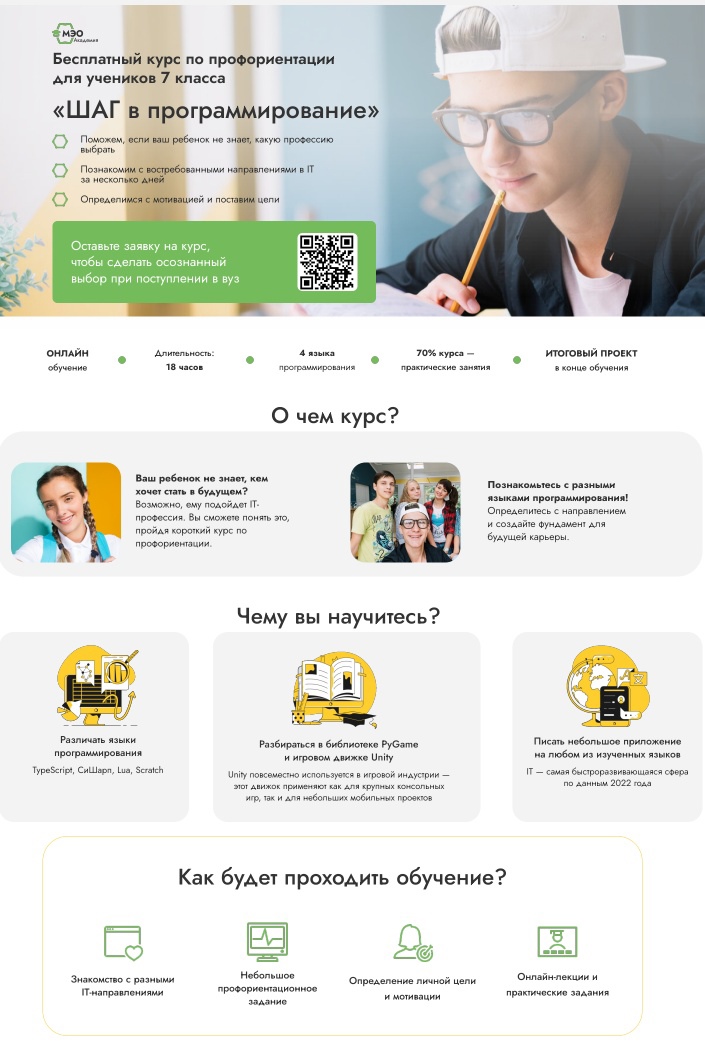 МЭО
Академия
Бесплатный курс по профориентации
для учеников 7 класса
«ШАГ в программирование»
Поможем, если ваш ребенок не знает, какую профессию
выбрать
Познакомим с востребованными направлениями в IT
за несколько дней
Определимся с мотивацией и поставим цели
Оставьте заявку на курс,
чтобы сделать осознанный
выбор при поступлении в вуз
ОНЛАЙН
обучение
Длительность:
18 часов
4 языка
программирования
70% курса —
практические занятия
ИТОГОВЫЙ ПРОЕКТ
в конце обучения
О чем курс?
Ваш ребенок не знает, кем
хочет стать в будущем?
Возможно, ему подойдет IT-
профессия. Вы сможете понять это,
пройдя короткий курс по
профориентации.
Познакомьтесь с разными
языками программирования!
Определитесь с направлением
и создайте фундамент для
будущей карьеры.
Чему вы научитесь?
Различать языки
программирования
TypeScript, СиШарп, Lua, Scratch
Разбираться в библиотеке PyGame
и игровом движке Unity
Unity повсеместно используется в игровой индустрии —
этот движок применяют как для крупных консольных
игр, так и для небольших мобильных проектов
Писать небольшое приложение
на любом из изученных языков
IT — самая быстроразвивающаяся сфера
по данным 2022 года
Как будет проходить обучение?
Знакомство с разными
IT-направлениями
Небольшое
профориентационное
задание
Определение личной цели
и мотивации
Онлайн-лекции и
практические задания